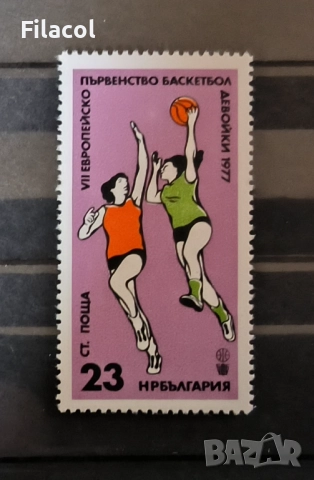 Filacol
VII ЕВРОПЕЙСКО
ПЪРВЕНСТВО БАСКЕТБОЛ
ДЕВОЙКИ 1977
СТ. ПОЩА
23
НРБЪЛГАРИЯ
bazar